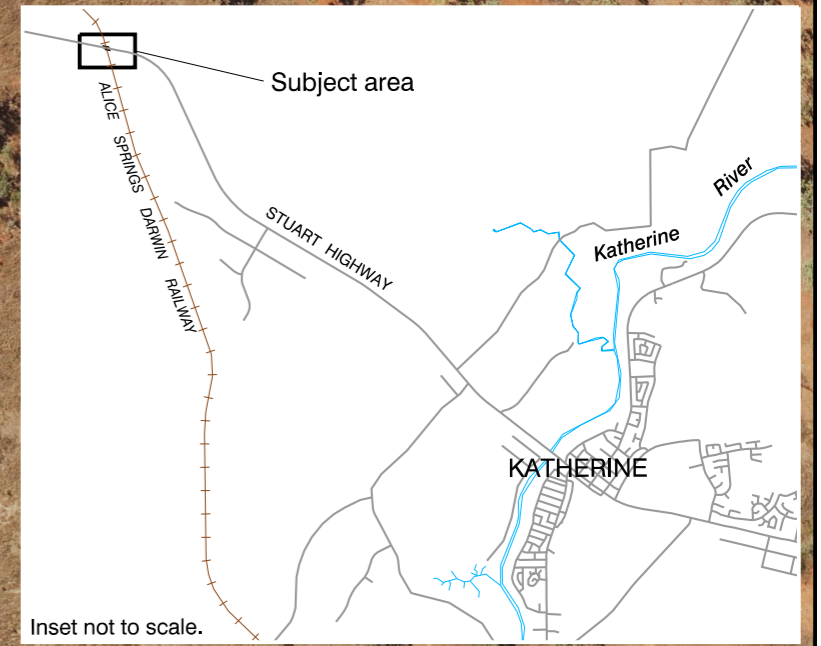 Subject area
ALICE SPRINGS DARWIN RAILWAY
STUART HIGHWAY
Katherine River
KATHERINE
Inset not to scale.